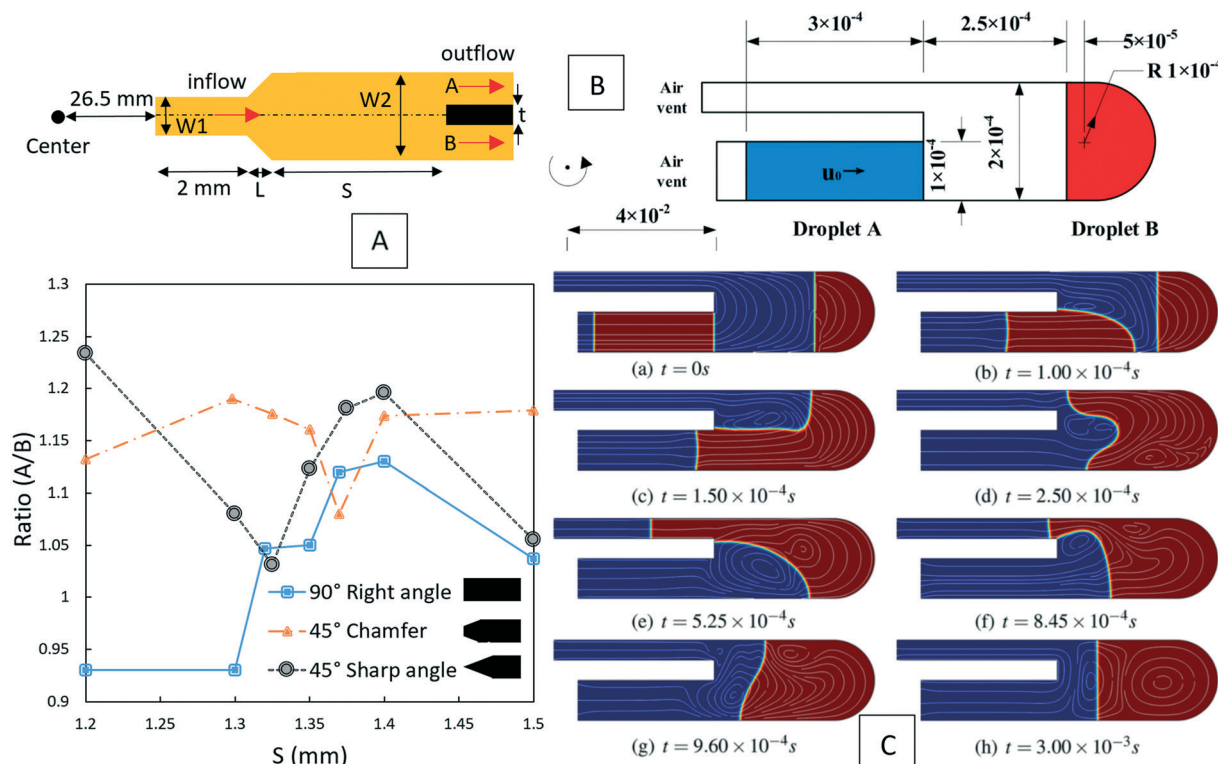 26.5 mm
Center
inflow
outflow
W1
W2
A
B
t
2 mm
L
S
A
B
3×10⁻⁴
2.5×10⁻⁴
5×10⁻⁵
R 1×10⁻⁴
Air
vent
Air
vent
u₀
1×10⁻⁴
2×10⁻⁴
4×10⁻²
Droplet A
Droplet B
Ratio (A/B)
1.3
1.25
1.2
1.15
1.1
1.05
1
0.95
0.9
90° Right angle
45° Chamfer
45° Sharp angle
1.2
1.25
1.3
1.35
1.4
1.45
1.5
S (mm)
(a) t = 0s
(b) t = 1.00 × 10⁻⁴s
(c) t = 1.50 × 10⁻⁴s
(d) t = 2.50 × 10⁻⁴s
(e) t = 5.25 × 10⁻⁴s
(f) t = 8.45 × 10⁻⁴s
(g) t = 9.60 × 10⁻⁴s
C
(h) t = 3.00 × 10⁻³s